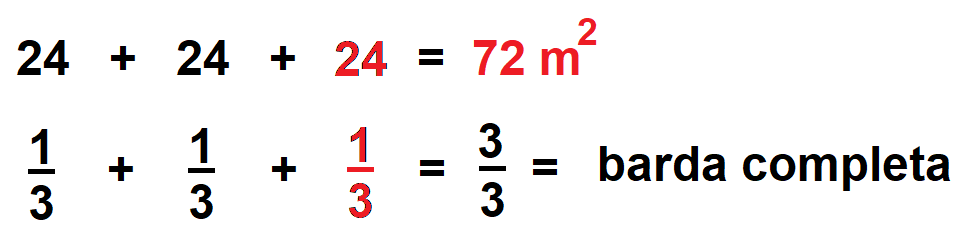 24 + 24 + 24 = 72 m²
1/3 + 1/3 + 1/3 = 3/3 = barda completa